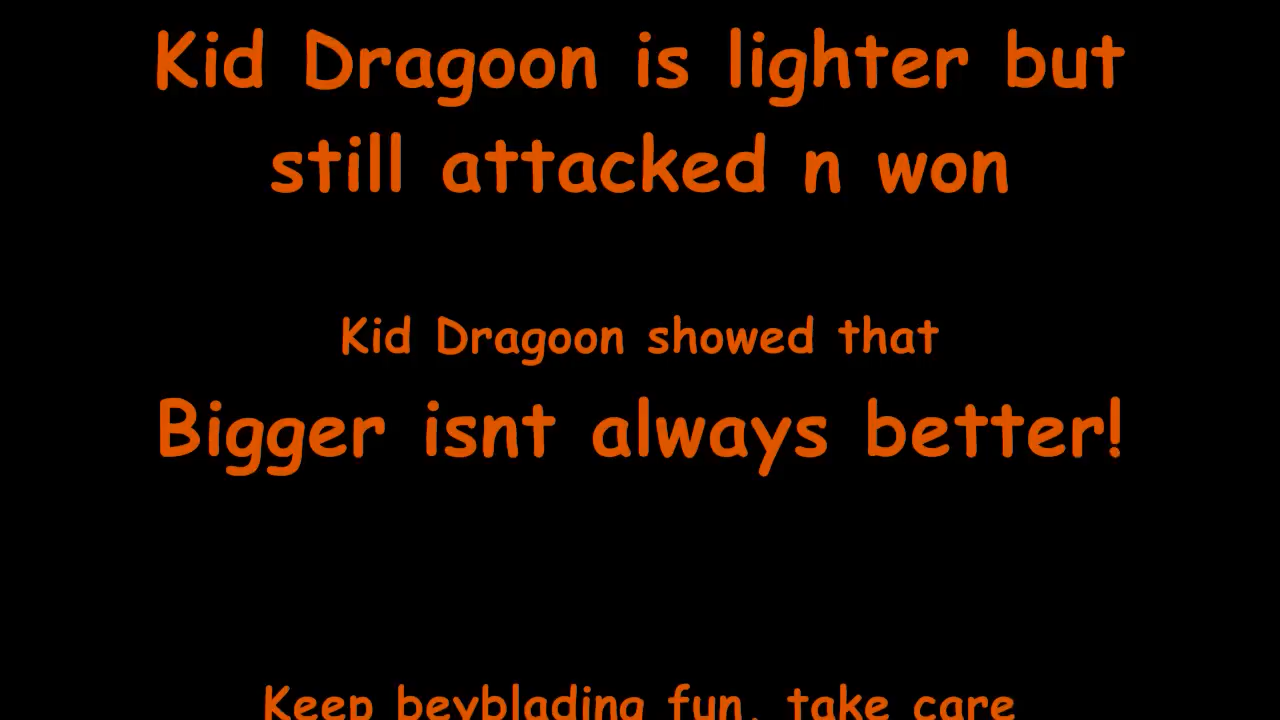 Kid Dragoon is lighter but
still attacked n won
Kid Dragoon showed that
Bigger isnt always better!
Keep beyblading fun, take care